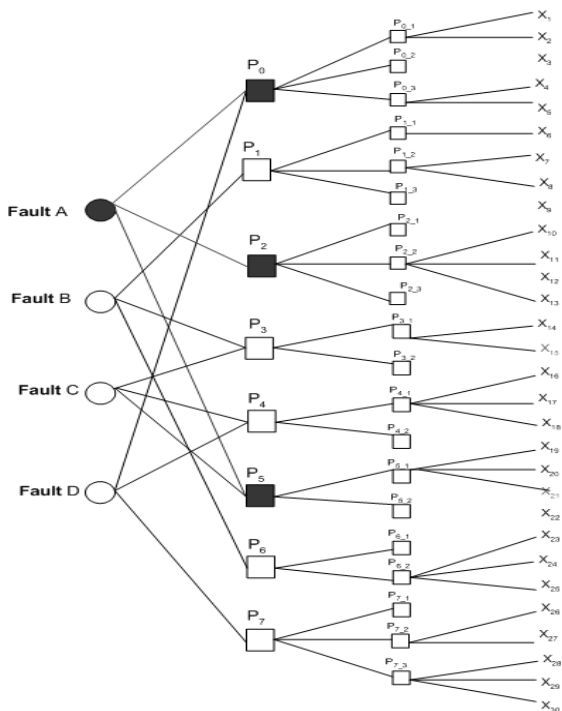 Fault A
Fault B
Fault C
Fault D
P0
P1
P2
P3
P4
P5
P6
P7
P0_1
P0_2
P0_3
P1_1
P1_2
P1_3
P2_1
P2_2
P2_3
P3_1
P3_2
P4_1
P4_2
P5_1
P5_2
P6_1
P6_2
P7_1
P7_2
P7_3
X1
X2
X3
X4
X5
X6
X7
X8
X9
X10
X11
X12
X13
X14
X15
X16
X17
X18
X19
X20
X21
X22
X23
X24
X25
X26
X27
X28
X29